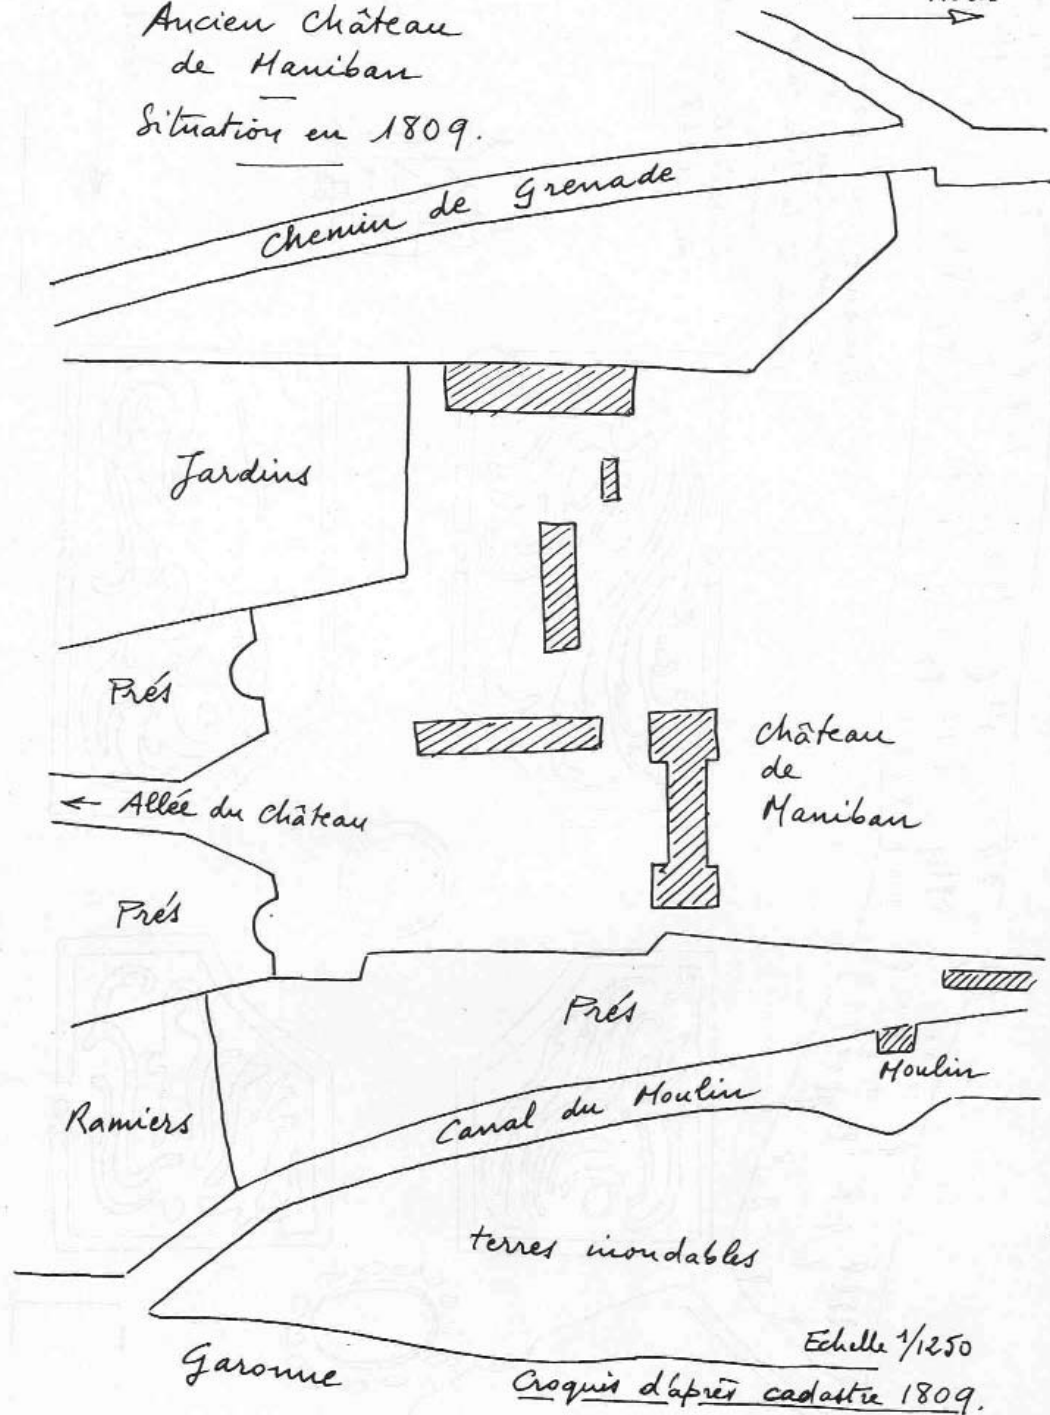 Ancien Château
de Maniban
Situation en 1809.
Chemin de Grenade
Jardins
Prés
Château
de
Maniban
← Allée du Château
Prés
Prés
Moulin
Ramiers
Canal du Moulin
terres inondables
Echelle 1/1250
Garonne
Croquis d'après cadastre 1809.